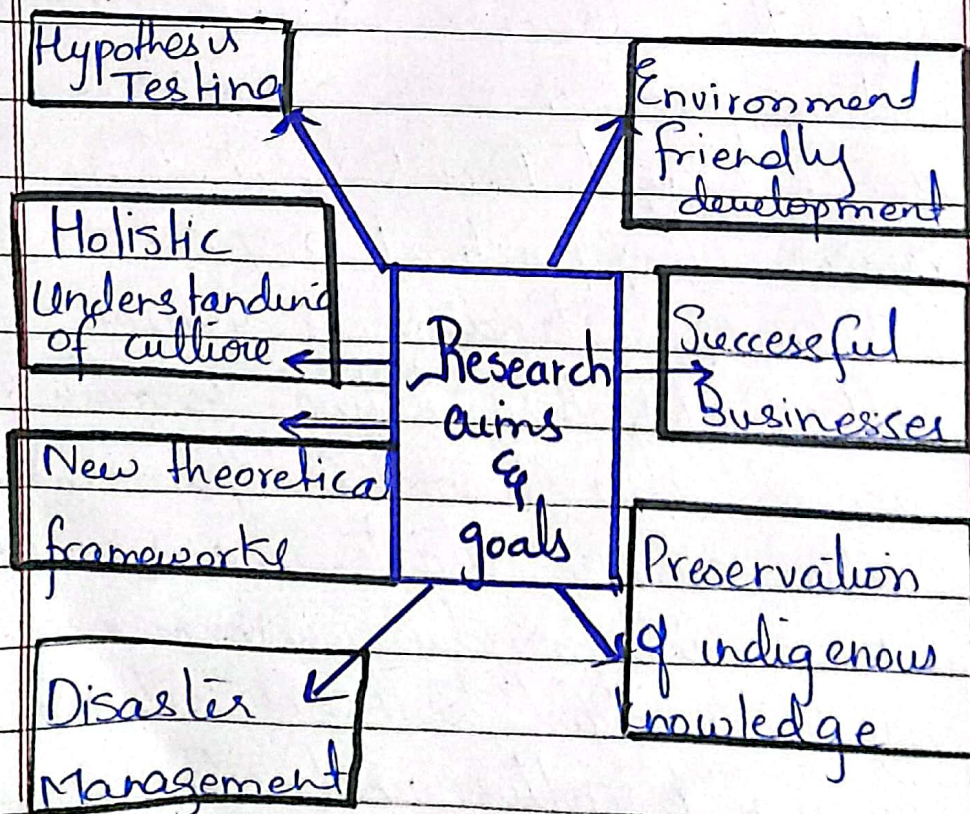 Hypothesis
Testing
Environmend
friendly
development
Holistic
Understanding
of culture
Research
aims
&
goals
Successful
Businesses
New theoretical
frameworks
Preservation
of indigenous
knowledge
Disaster
Management